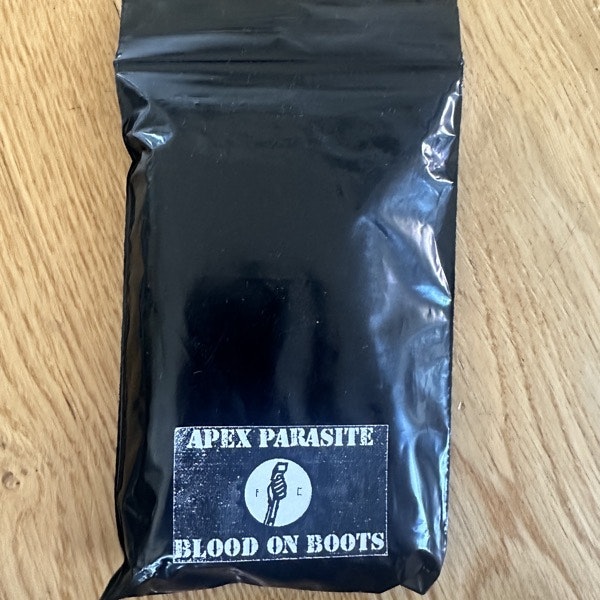 APEX PARASITE
F C
BLOOD ON BOOTS